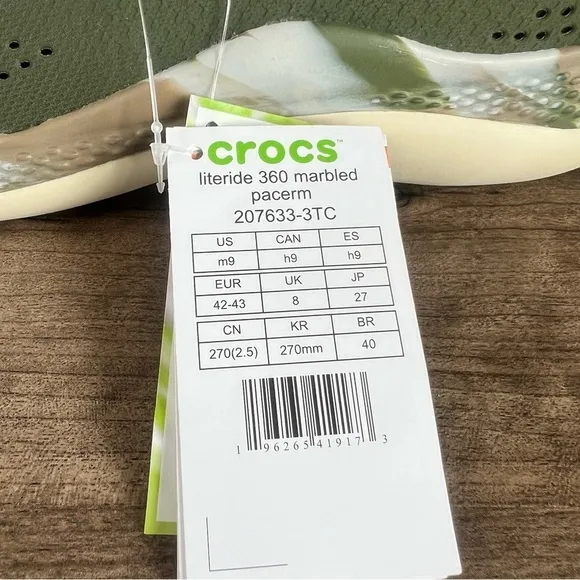 crocs™
literide 360 marbled
pacerm
207633-3TC
US CAN ES
m9 h9 h9
EUR UK JP
42-43 8 27
CN KR BR
270(2.5) 270mm 40
1 96265 41917 3